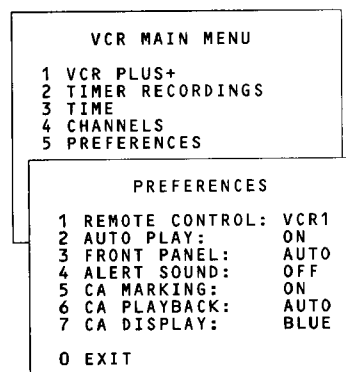 VCR MAIN MENU
1 VCR PLUS+
2 TIMER RECORDINGS
3 TIME
4 CHANNELS
5 PREFERENCES
PREFERENCES
1 REMOTE CONTROL: VCR1
2 AUTO PLAY: ON
3 FRONT PANEL: AUTO
4 ALERT SOUND: OFF
5 CA MARKING: ON
6 CA PLAYBACK: AUTO
7 CA DISPLAY: BLUE
0 EXIT